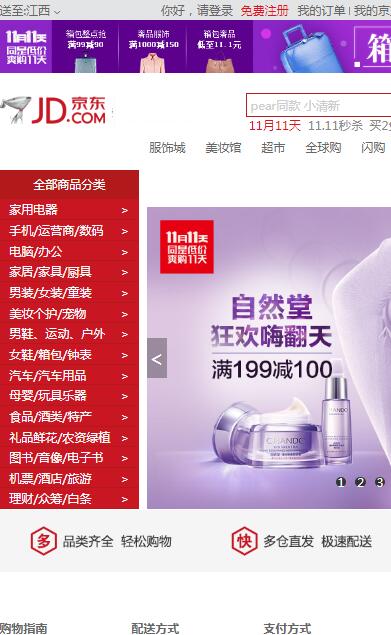 送至:江西 你好，请登录 免费注册 我的订单 | 我的京
11月11天 同是低价 爽购11天
箱包整点抢 满99减90
奢品服饰 满1000减150
箱包奢品 低至11.1元
箱
JD.COM 京东
pear同款 小清新
11月11天 11.11秒杀 买2
服饰城 美妆馆 超市 全球购 闪购
全部商品分类
家用电器 >
手机/运营商/数码 >
电脑/办公 >
家居/家具/厨具 >
男装/女装/童装 >
美妆个护/宠物 >
男鞋、运动、户外 >
女鞋/箱包/钟表 >
汽车/汽车用品 >
母婴/玩具乐器 >
食品/酒类/特产 >
礼品鲜花/农资绿植 >
图书/音像/电子书 >
机票/酒店/旅游 >
理财/众筹/白条 >
11月11天
同是低价
爽购11天
自然堂
狂欢嗨翻天
满199减100
<
CHANDO
CHANDO
1 2 3 4
多 品类齐全 轻松购物 快 多仓直发 极速配送
购物指南 配送方式 支付方式